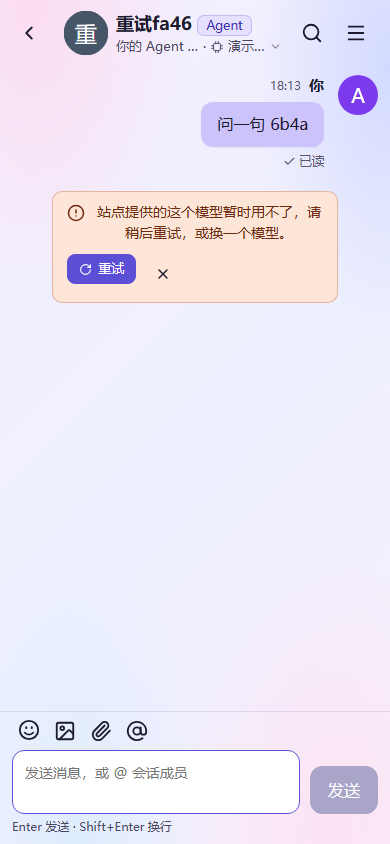 重
重试fa46 Agent
你的 Agent ... · 演示...
18:13 你
A
问一句 6b4a
已读
站点提供的这个模型暂时用不了，请
稍后重试，或换一个模型。
重试
发送消息，或 @ 会话成员
发送
Enter 发送 · Shift+Enter 换行